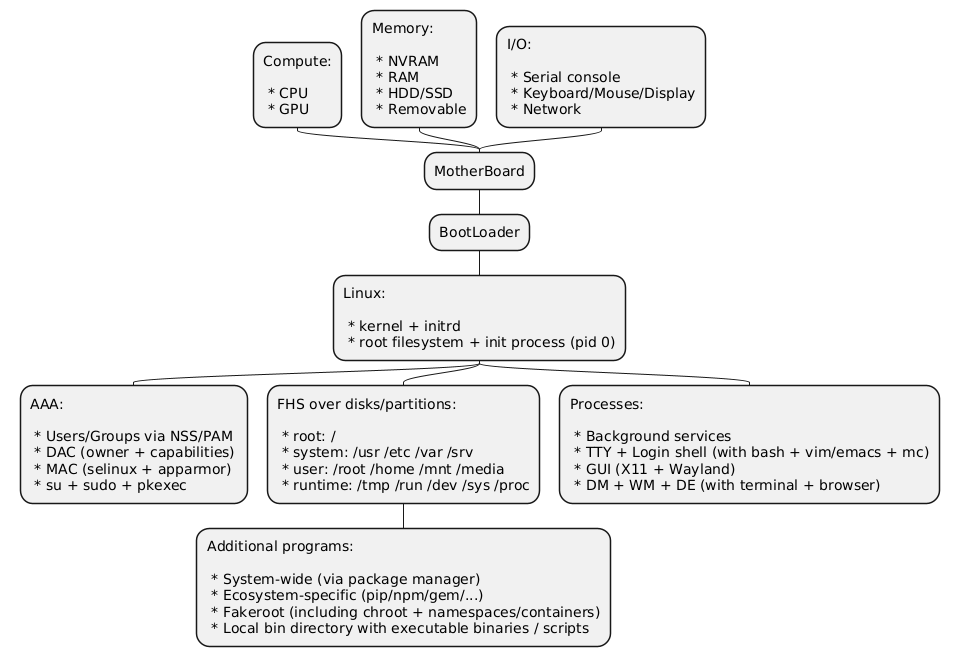 Compute:
* CPU
* GPU
Memory:
* NVRAM
* RAM
* HDD/SSD
* Removable
I/O:
* Serial console
* Keyboard/Mouse/Display
* Network
MotherBoard
BootLoader
Linux:
* kernel + initrd
* root filesystem + init process (pid 0)
AAA:
* Users/Groups via NSS/PAM
* DAC (owner + capabilities)
* MAC (selinux + apparmor)
* su + sudo + pkexec
FHS over disks/partitions:
* root: /
* system: /usr /etc /var /srv
* user: /root /home /mnt /media
* runtime: /tmp /run /dev /sys /proc
Processes:
* Background services
* TTY + Login shell (with bash + vim/emacs + mc)
* GUI (X11 + Wayland)
* DM + WM + DE (with terminal + browser)
Additional programs:
* System-wide (via package manager)
* Ecosystem-specific (pip/npm/gem/...)
* Fakeroot (including chroot + namespaces/containers)
* Local bin directory with executable binaries / scripts